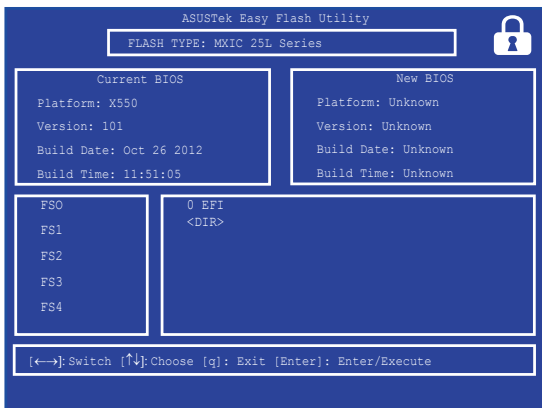 ASUSTek Easy Flash Utility
FLASH TYPE: MXIC 25L Series
Current BIOS
Platform: X550
Version: 101
Build Date: Oct 26 2012
Build Time: 11:51:05
New BIOS
Platform: Unknown
Version: Unknown
Build Date: Unknown
Build Time: Unknown
FSO
FS1
FS2
FS3
FS4
0 EFI
<DIR>
[←→]: Switch [↑↓]: Choose [q]: Exit [Enter]: Enter/Execute